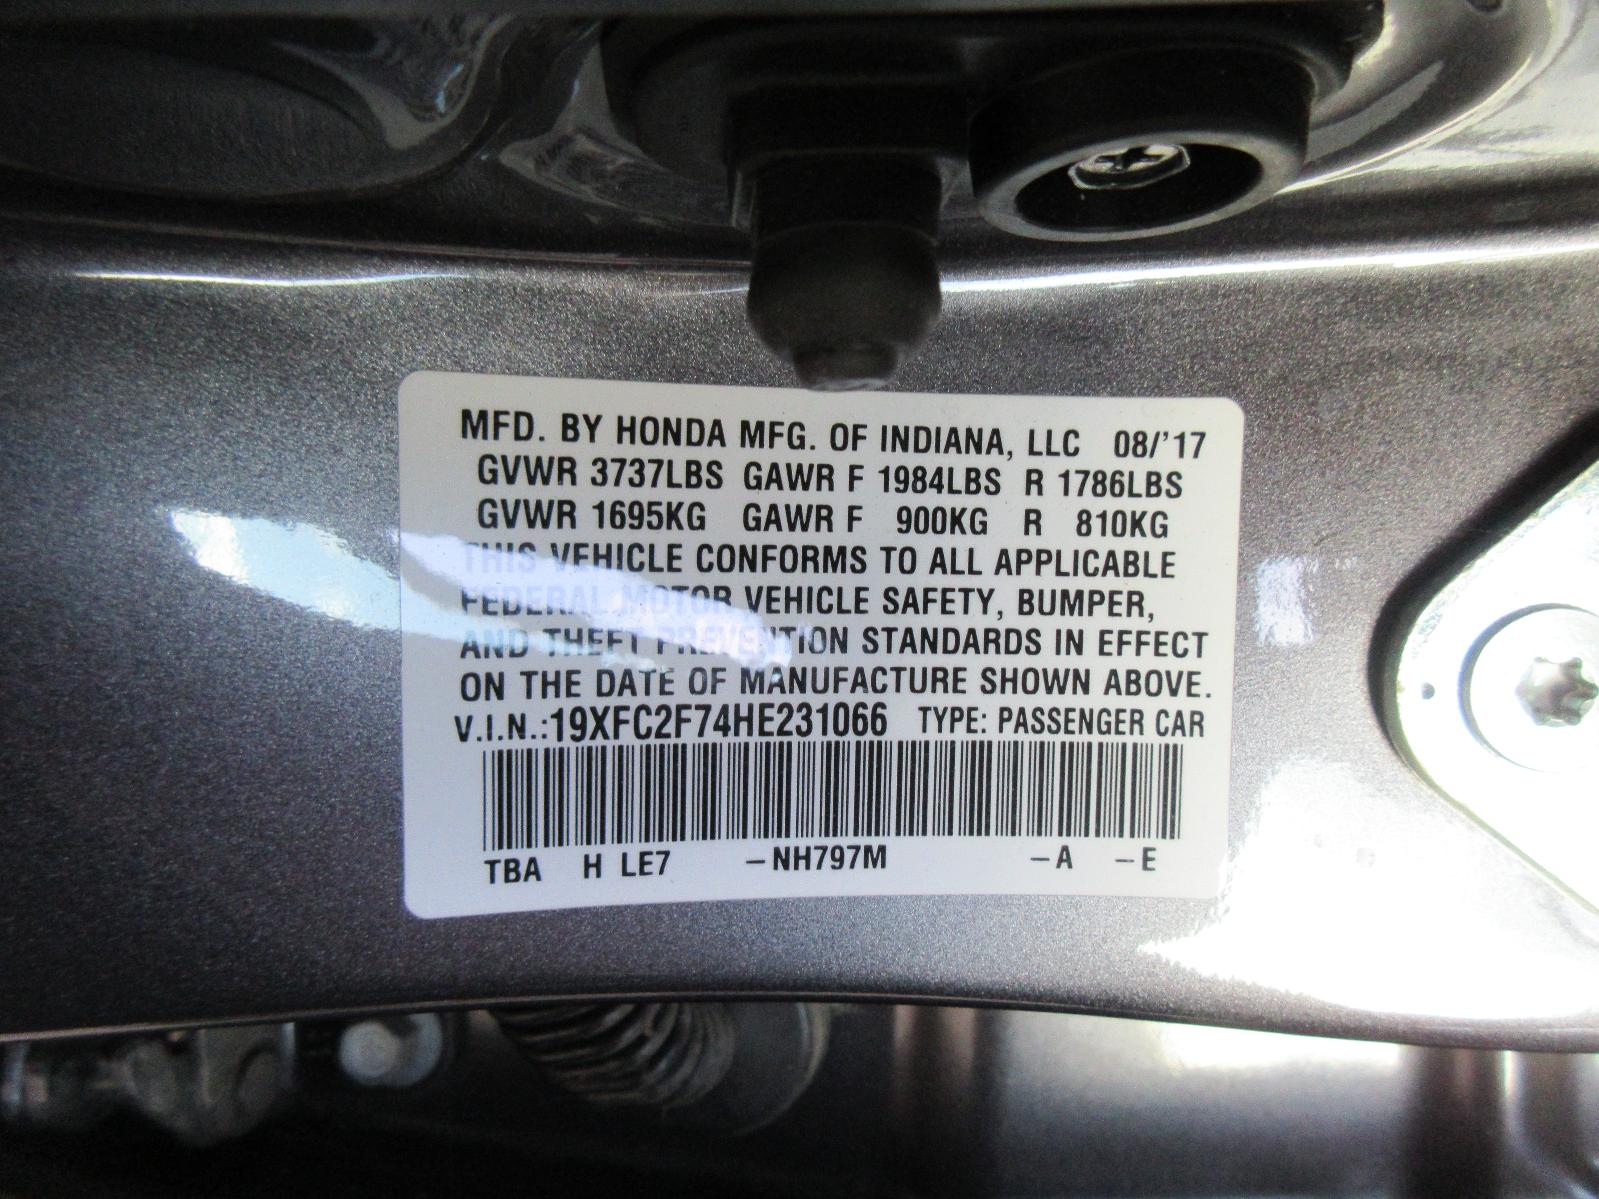 MFD. BY HONDA MFG. OF INDIANA, LLC 08/'17
GVWR 3737LBS GAWR F 1984LBS R 1786LBS
GVWR 1695KG GAWR F 900KG R 810KG
THIS VEHICLE CONFORMS TO ALL APPLICABLE
FEDERAL MOTOR VEHICLE SAFETY, BUMPER,
AND THEFT PREVENTION STANDARDS IN EFFECT
ON THE DATE OF MANUFACTURE SHOWN ABOVE.
V.I.N.:19XFC2F74HE231066 TYPE: PASSENGER CAR
TBA H LE7 –NH797M –A –E